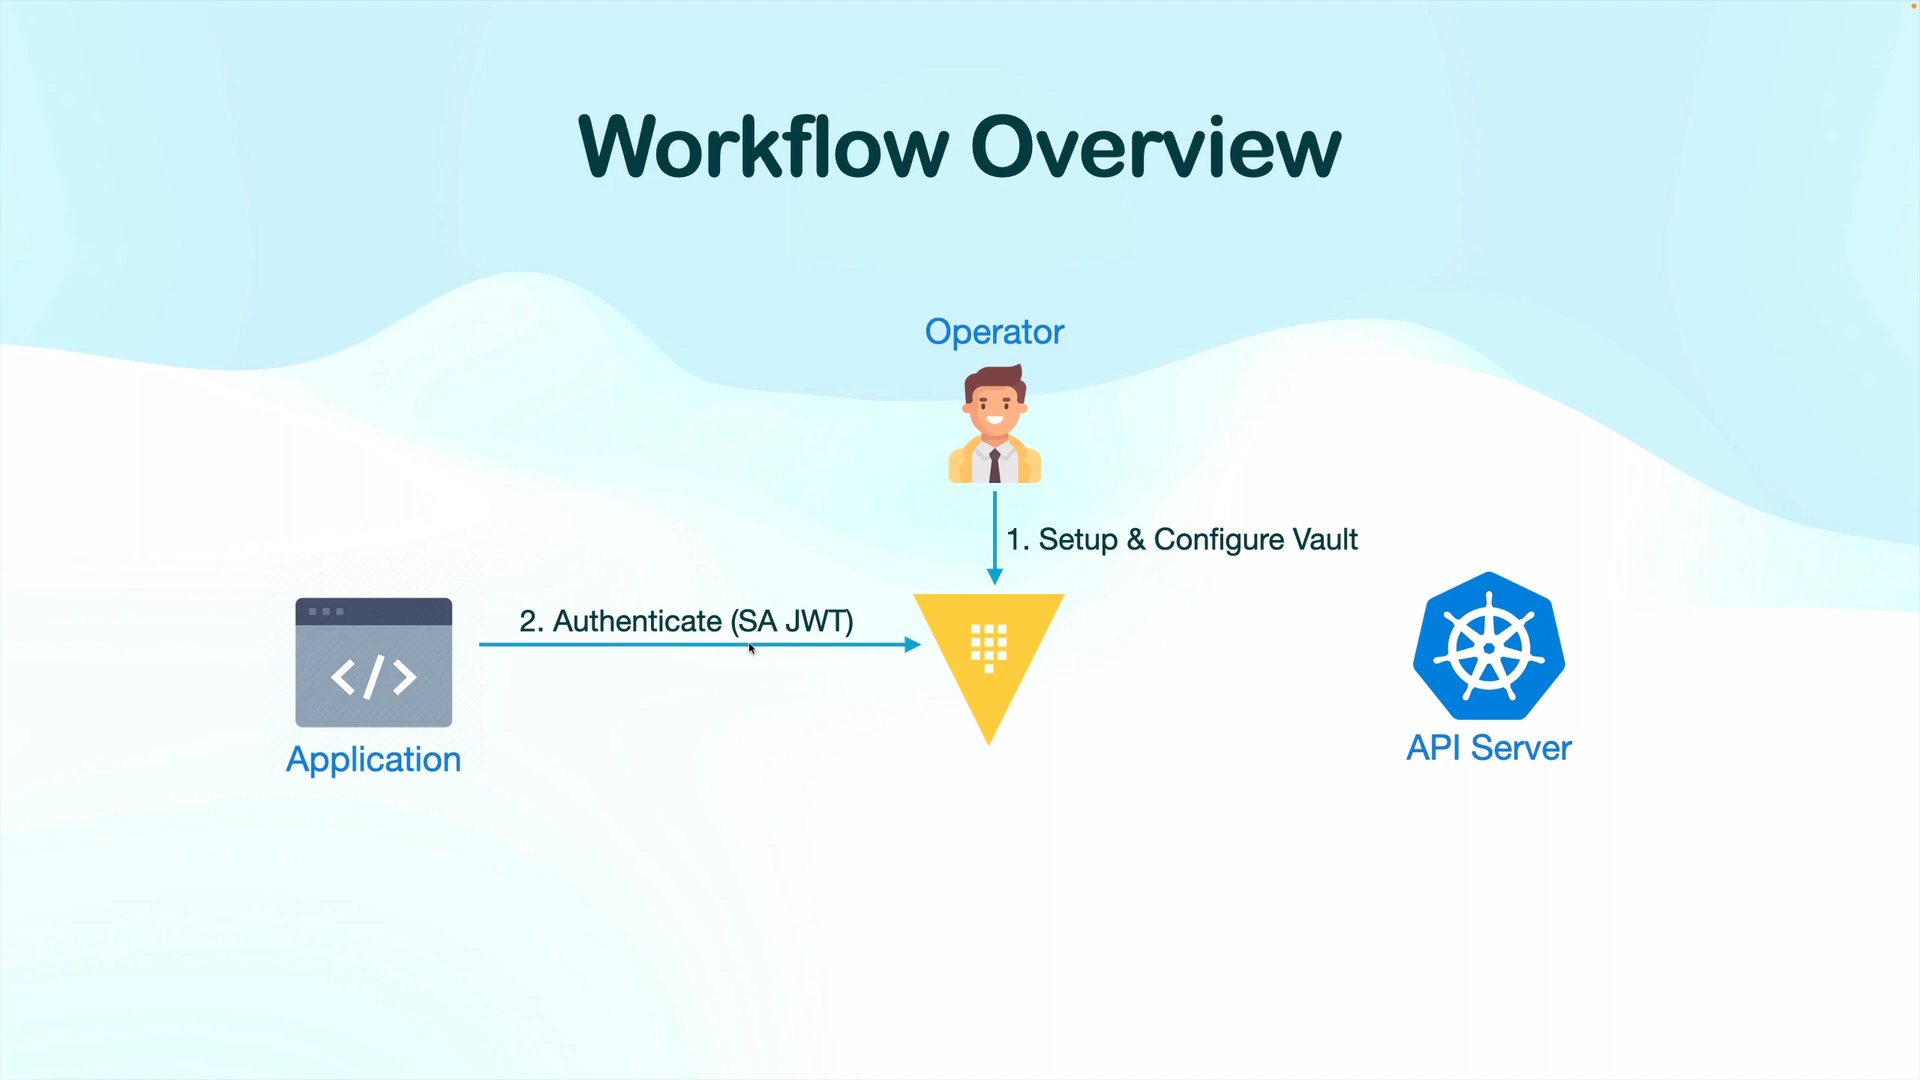 Workflow Overview
Operator
1. Setup & Configure Vault
2. Authenticate (SA JWT)
</>
Application
API Server